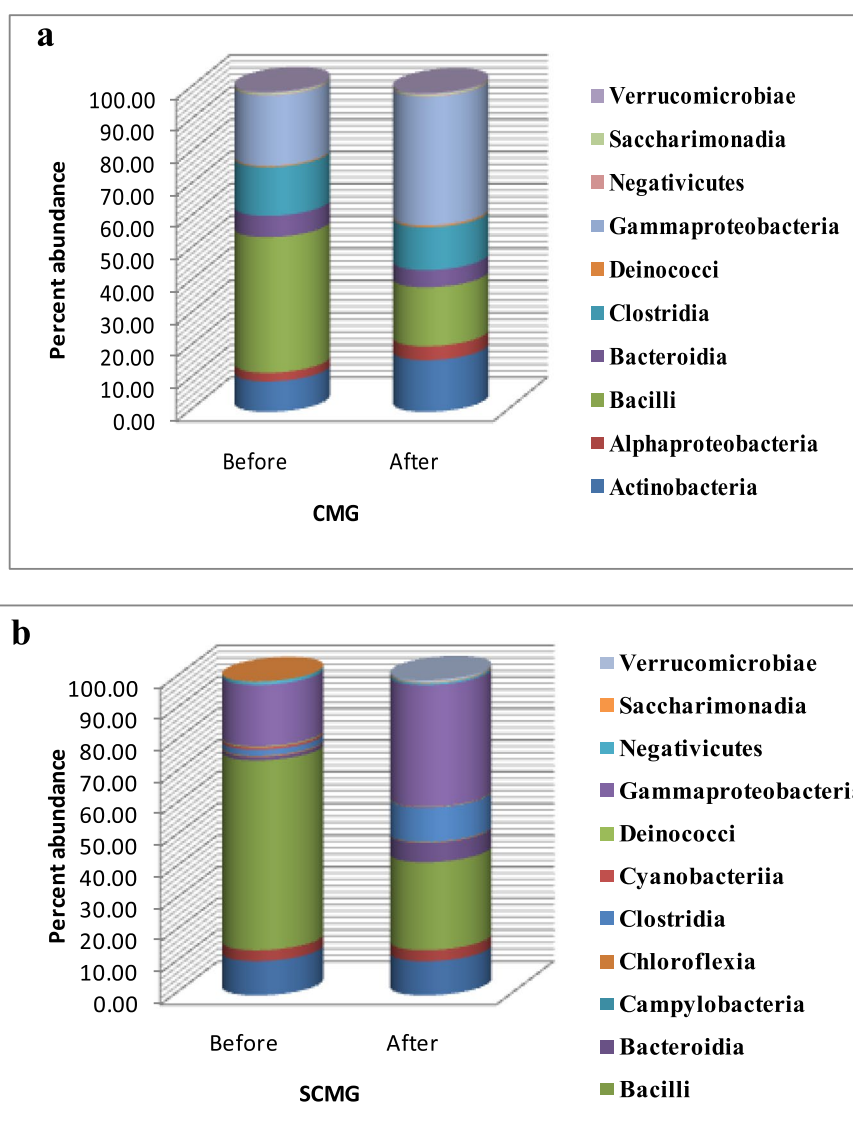 a
100.00
90.00
80.00
70.00
60.00
50.00
40.00
30.00
20.00
10.00
0.00
Percent abundance
Before
After
CMG
Verrucomicrobiae
Saccharimonadia
Negativicutes
Gammaproteobacteria
Deinococci
Clostridia
Bacteroidia
Bacilli
Alphaproteobacteria
Actinobacteria
b
100.00
90.00
80.00
70.00
60.00
50.00
40.00
30.00
20.00
10.00
0.00
Percent abundance
Before
After
SCMG
Verrucomicrobiae
Saccharimonadia
Negativicutes
Gammaproteobacteri
Deinococci
Cyanobacteriia
Clostridia
Chloroflexia
Campylobacteria
Bacteroidia
Bacilli